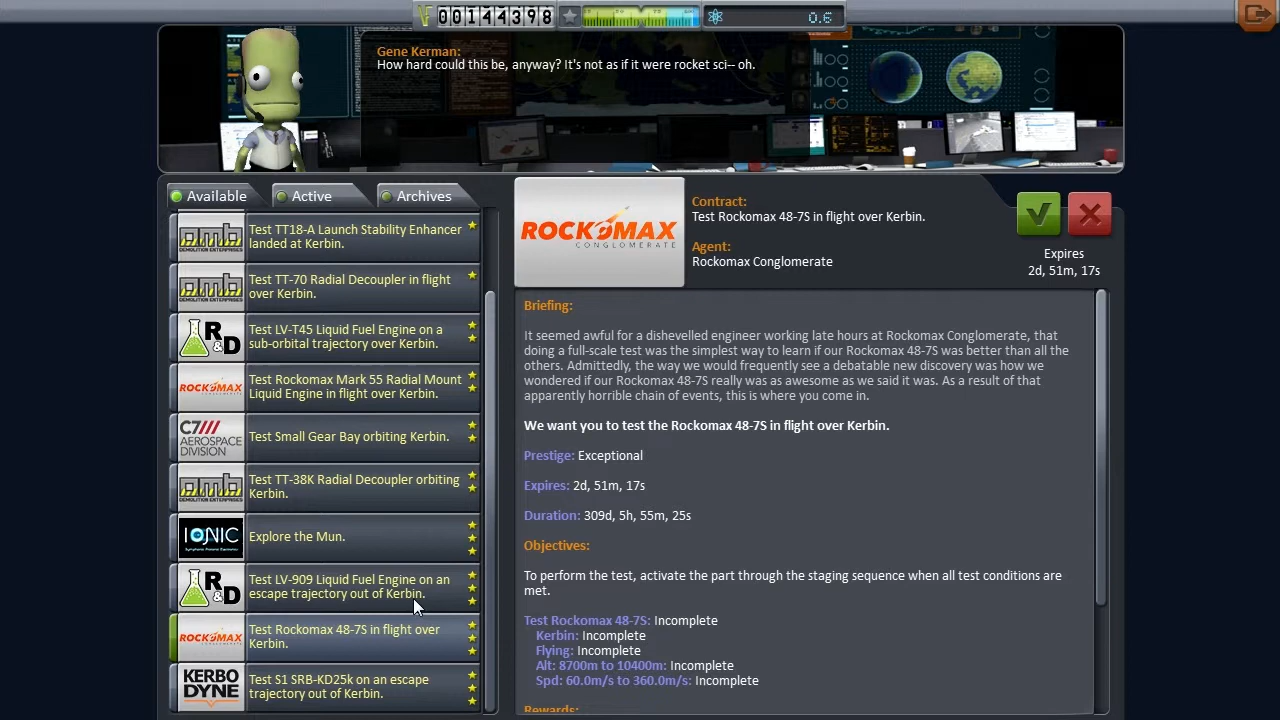 00144398
0.6
Gene Kerman:
How hard could this be, anyway? It's not as if it were rocket sci-- oh.
Available
Active
Archives
Test TT18-A Launch Stability Enhancer
landed at Kerbin.
Test TT-70 Radial Decoupler in flight
over Kerbin.
R&D
Test LV-T45 Liquid Fuel Engine on a
sub-orbital trajectory over Kerbin.
ROCKOMAX
Test Rockomax Mark 55 Radial Mount
Liquid Engine in flight over Kerbin.
C7
AEROSPACE
DIVISION
Test Small Gear Bay orbiting Kerbin.
Test TT-38K Radial Decoupler orbiting
Kerbin.
IONIC
Explore the Mun.
R&D
Test LV-909 Liquid Fuel Engine on an
escape trajectory out of Kerbin.
ROCKOMAX
Test Rockomax 48-7S in flight over
Kerbin.
KERBO
DYNE
Test S1 SRB-KD25k on an escape
trajectory out of Kerbin.
ROCKOMAX
CONGLOMERATE
Contract:
Test Rockomax 48-7S in flight over Kerbin.
Agent:
Rockomax Conglomerate
Expires
2d, 51m, 17s
Briefing:
It seemed awful for a dishevelled engineer working late hours at Rockomax Conglomerate, that
doing a full-scale test was the simplest way to learn if our Rockomax 48-7S was better than all the
others. Admittedly, the way we would frequently see a debatable new discovery was how we
wondered if our Rockomax 48-7S really was as awesome as we said it was. As a result of that
apparently horrible chain of events, this is where you come in.
We want you to test the Rockomax 48-7S in flight over Kerbin.
Prestige: Exceptional
Expires: 2d, 51m, 17s
Duration: 309d, 5h, 55m, 25s
Objectives:
To perform the test, activate the part through the staging sequence when all test conditions are
met.
Test Rockomax 48-7S: Incomplete
Kerbin: Incomplete
Flying: Incomplete
Alt: 8700m to 10400m: Incomplete
Spd: 60.0m/s to 360.0m/s: Incomplete
Rewards: